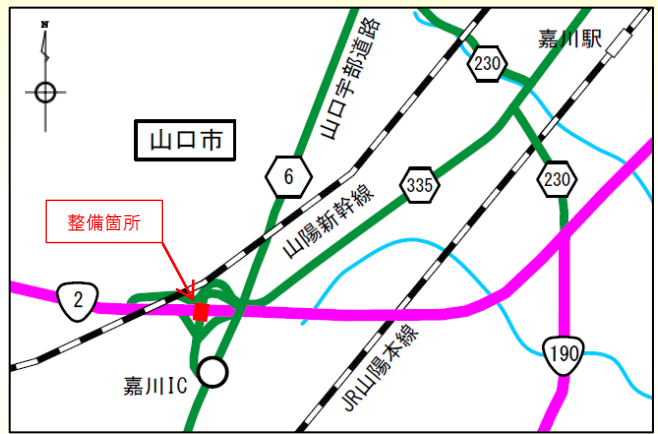 N
嘉川駅
230
山口宇部道路
山口市
6
335
230
整備箇所
山陽新幹線
2
190
嘉川IC
JR山陽本線